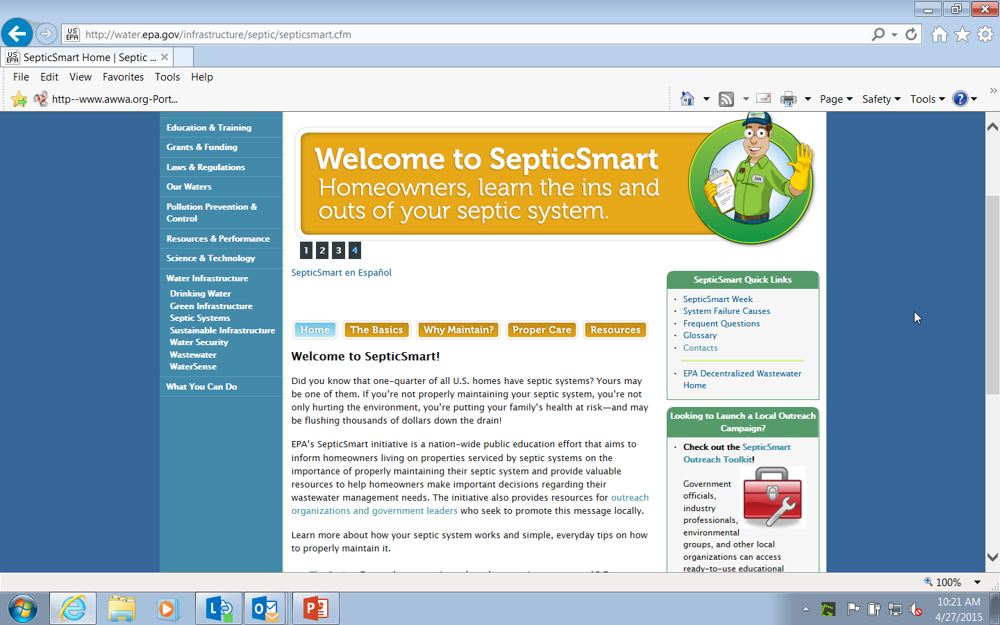 US
EPA
http://water.epa.gov/infrastructure/septic/septicsmart.cfm
US
EPA
SepticSmart Home | Septic ...
File Edit View Favorites Tools Help
http--www.awwa.org-Port...
Page Safety Tools
Education & Training
Grants & Funding
Laws & Regulations
Our Waters
Pollution Prevention &
Control
Resources & Performance
Science & Technology
Water Infrastructure
Drinking Water
Green Infrastructure
Septic Systems
Sustainable Infrastructure
Water Security
Wastewater
WaterSense
What You Can Do
Welcome to SepticSmart
Homeowners, learn the ins and
outs of your septic system.
SAM
1 2 3 4
SepticSmart en Español
Home The Basics Why Maintain? Proper Care Resources
Welcome to SepticSmart!
Did you know that one-quarter of all U.S. homes have septic systems? Yours may
be one of them. If you're not properly maintaining your septic system, you're not
only hurting the environment, you're putting your family's health at risk—and may
be flushing thousands of dollars down the drain!
EPA's SepticSmart initiative is a nation-wide public education effort that aims to
inform homeowners living on properties serviced by septic systems on the
importance of properly maintaining their septic system and provide valuable
resources to help homeowners make important decisions regarding their
wastewater management needs. The initiative also provides resources for outreach
organizations and government leaders who seek to promote this message locally.
Learn more about how your septic system works and simple, everyday tips on how
to properly maintain it.
SepticSmart Quick Links
· SepticSmart Week
· System Failure Causes
· Frequent Questions
· Glossary
· Contacts
· EPA Decentralized Wastewater
Home
Looking to Launch a Local Outreach
Campaign?
· Check out the SepticSmart
Outreach Toolkit!
Government
officials,
industry
professionals,
environmental
groups, and other local
organizations can access
ready-to-use educational
100%
10:21 AM
4/27/2015